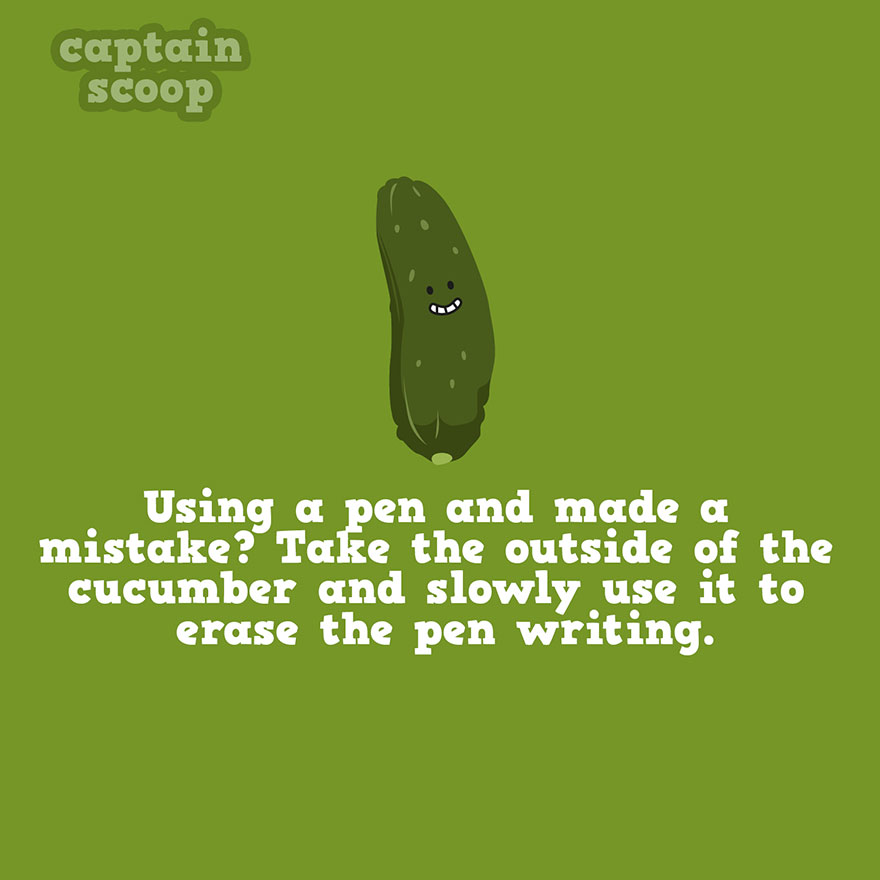 captain
scoop
Using a pen and made a
mistake? Take the outside of the
cucumber and slowly use it to
erase the pen writing.